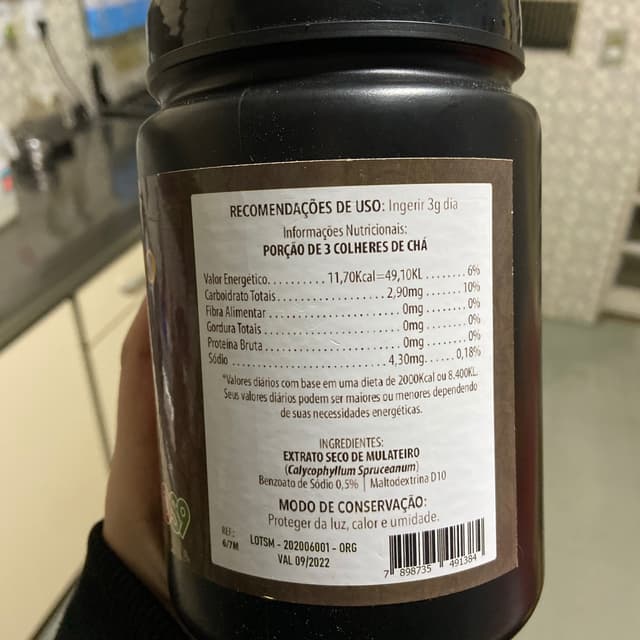 RECOMENDAÇÕES DE USO: Ingerir 3g dia
Informações Nutricionais:
PORÇÃO DE 3 COLHERES DE CHÁ
Valor Energético.......... 11,70Kcal=49,10KL ....... 6%
Carboidrato Totais.................. 2,90mg ....... 10%
Fibra Alimentar ....................... 0mg ....... 0%
Gordura Totais......................... 0mg ....... 0%
Proteína Bruta ........................ 0mg ....... 0%
Sódio ............................. 4,30mg..... 0,18%
*Valores diários com base em uma dieta de 2000Kcal ou 8.400KL.
Seus valores diários podem ser maiores ou menores dependendo
de suas necessidades energéticas.
INGREDIENTES:
EXTRATO SECO DE MULATEIRO
(Calycophyllum Spruceanum)
Benzoato de Sódio 0,5% | Maltodextrina D10
MODO DE CONSERVAÇÃO:
Proteger da luz, calor e umidade.
REF.:
6/7M
LOTSM - 202006001 - ORG
VAL 09/2022
7 898735 491384